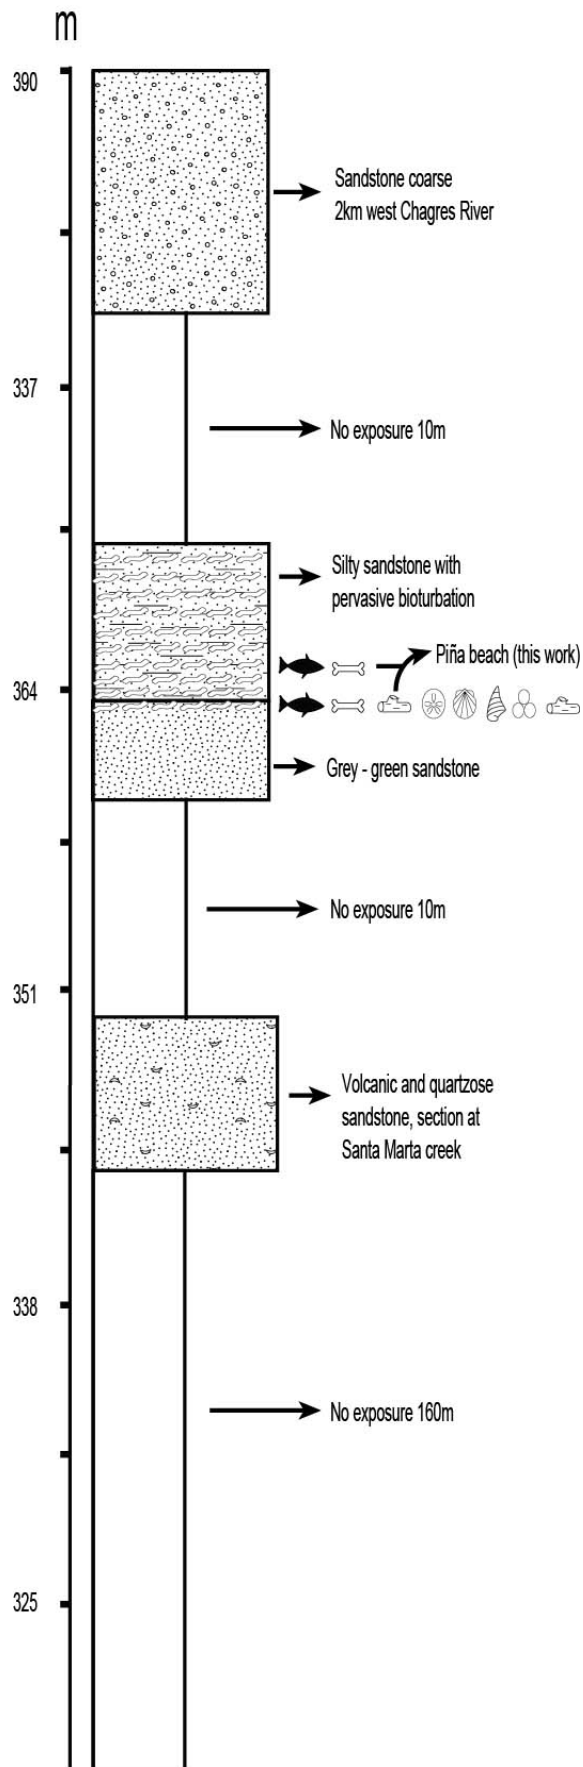 m
390
Sandstone coarse
2km west Chagres River
337
No exposure 10m
Silty sandstone with
pervasive bioturbation
Piña beach (this work)
364
Grey - green sandstone
No exposure 10m
351
Volcanic and quartzose
sandstone, section at
Santa Marta creek
338
No exposure 160m
325